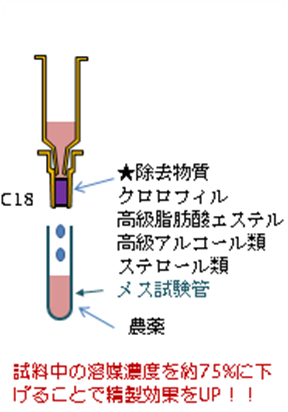 ★除去物質
クロロフィル
C18
高級脂肪酸エステル
高級アルコール類
ステロール類
メス試験管
農薬
試料中の溶媒濃度を約75%に下
げることで精製効果をUP！！